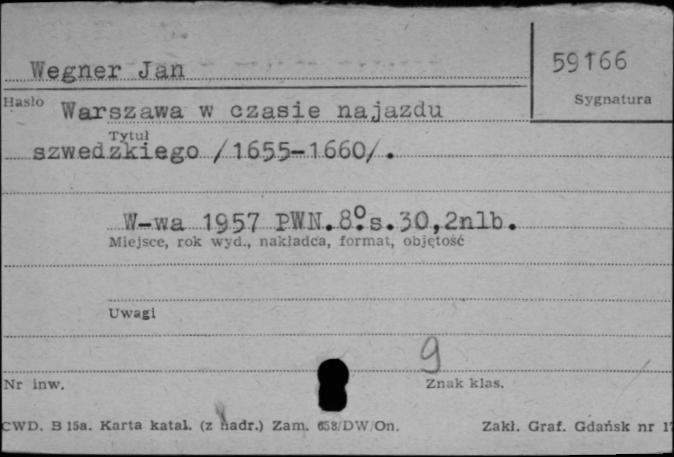 Wegner Jan
59166
Hasło
Sygnatura
Warszawa w czasie najazdu
Tytuł
szwedzkiego /1655-1660/.
W-wa 1957 PWN.8º.s.30,2nlb.
Miejsce, rok wyd., nakładca, format, objętość
Uwagi
9
Nr inw.
Znak klas.
CWD. B 15a. Karta katal. (z nadr.) Zam. 658/DW/On.
Zakł. Graf. Gdańsk nr